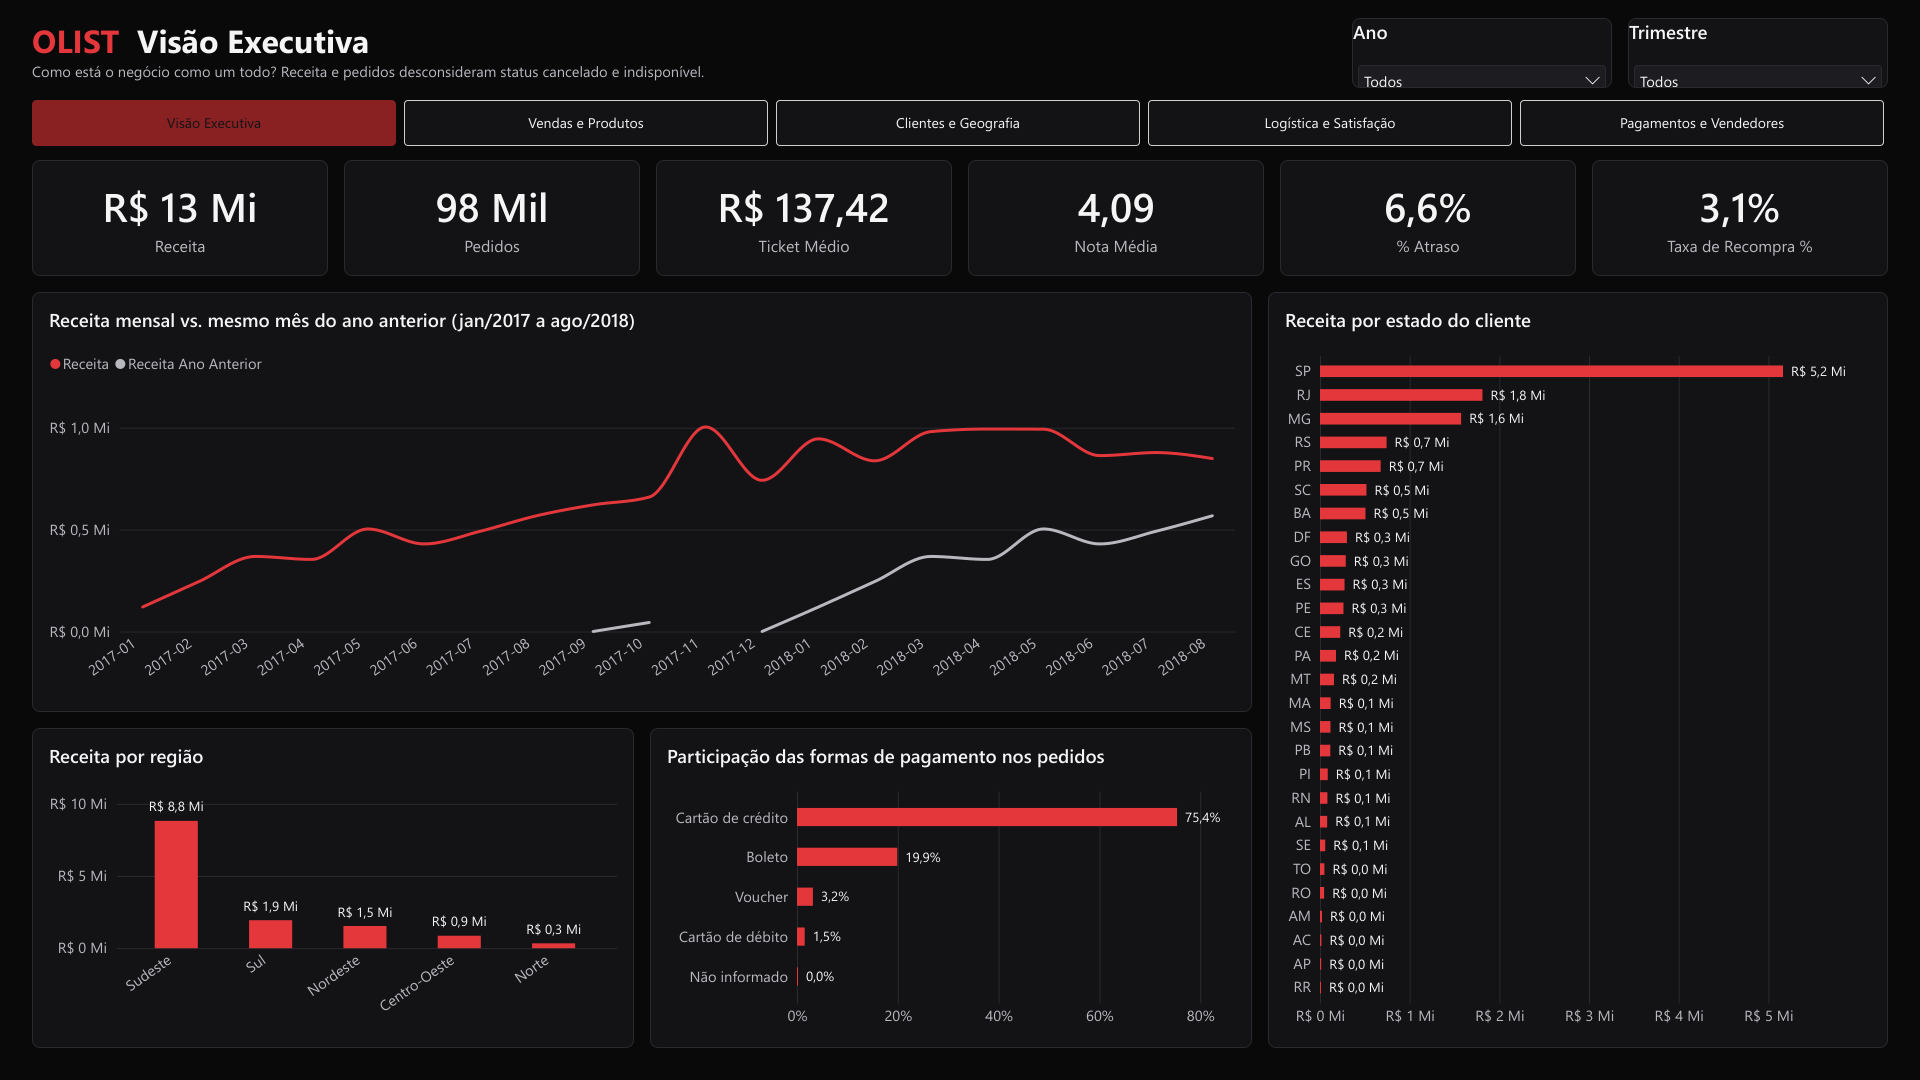 OLIST Visão Executiva
Como está o negócio como um todo? Receita e pedidos desconsideram status cancelado e indisponível.
Ano
Todos
Trimestre
Todos
Visão Executiva
Vendas e Produtos
Clientes e Geografia
Logística e Satisfação
Pagamentos e Vendedores
R$ 13 Mi
Receita
98 Mil
Pedidos
R$ 137,42
Ticket Médio
4,09
Nota Média
6,6%
% Atraso
3,1%
Taxa de Recompra %
Receita mensal vs. mesmo mês do ano anterior (jan/2017 a ago/2018)
Receita Receita Ano Anterior
R$ 1,0 Mi
R$ 0,5 Mi
R$ 0,0 Mi
2017-01
2017-02
2017-03
2017-04
2017-05
2017-06
2017-07
2017-08
2017-09
2017-10
2017-11
2017-12
2018-01
2018-02
2018-03
2018-04
2018-05
2018-06
2018-07
2018-08
Receita por estado do cliente
SP R$ 5,2 Mi
RJ R$ 1,8 Mi
MG R$ 1,6 Mi
RS R$ 0,7 Mi
PR R$ 0,7 Mi
SC R$ 0,5 Mi
BA R$ 0,5 Mi
DF R$ 0,3 Mi
GO R$ 0,3 Mi
ES R$ 0,3 Mi
PE R$ 0,3 Mi
CE R$ 0,2 Mi
PA R$ 0,2 Mi
MT R$ 0,2 Mi
MA R$ 0,1 Mi
MS R$ 0,1 Mi
PB R$ 0,1 Mi
PI R$ 0,1 Mi
RN R$ 0,1 Mi
AL R$ 0,1 Mi
SE R$ 0,1 Mi
TO R$ 0,0 Mi
RO R$ 0,0 Mi
AM R$ 0,0 Mi
AC R$ 0,0 Mi
AP R$ 0,0 Mi
RR R$ 0,0 Mi
R$ 0 Mi R$ 1 Mi R$ 2 Mi R$ 3 Mi R$ 4 Mi R$ 5 Mi
Receita por região
R$ 10 Mi
R$ 5 Mi
R$ 0 Mi
R$ 8,8 Mi
R$ 1,9 Mi
R$ 1,5 Mi
R$ 0,9 Mi
R$ 0,3 Mi
Sudeste
Sul
Nordeste
Centro-Oeste
Norte
Participação das formas de pagamento nos pedidos
Cartão de crédito 75,4%
Boleto 19,9%
Voucher 3,2%
Cartão de débito 1,5%
Não informado 0,0%
0% 20% 40% 60% 80%